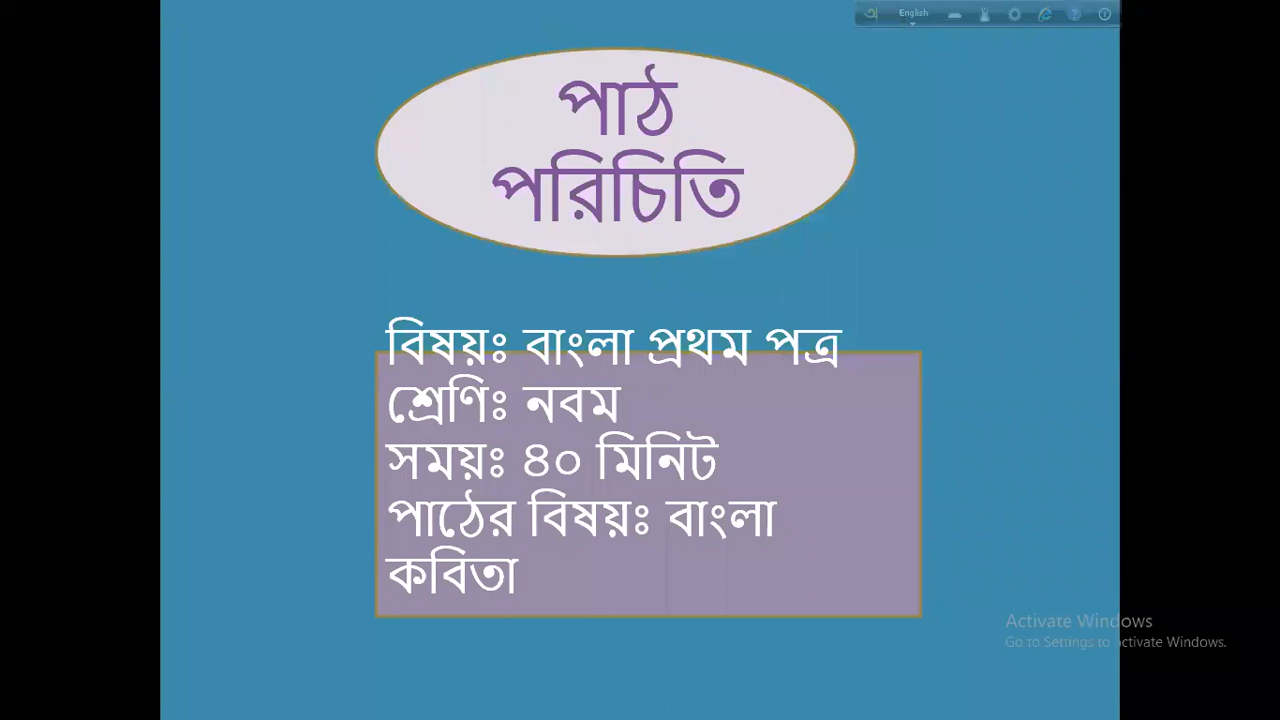 English
পাঠ
পরিচিতি
বিষয়ঃ বাংলা প্রথম পত্র
শ্রেণিঃ নবম
সময়ঃ ৪০ মিনিট
পাঠের বিষয়ঃ বাংলা
কবিতা
Activate Windows
Go to Settings to activate Windows.